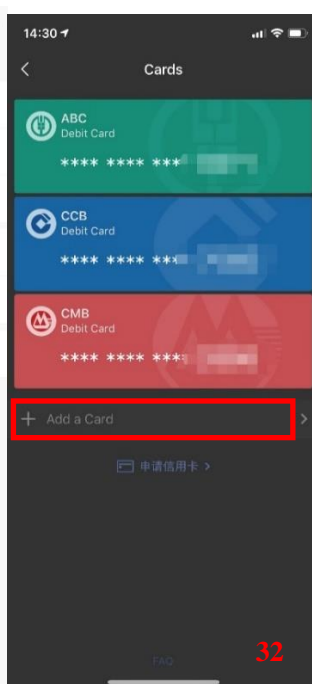 14:30
Cards
ABC
Debit Card
**** **** ***
CCB
Debit Card
**** **** ***
CMB
Debit Card
**** **** ***
+ Add a Card
申请信用卡 >
FAQ
32